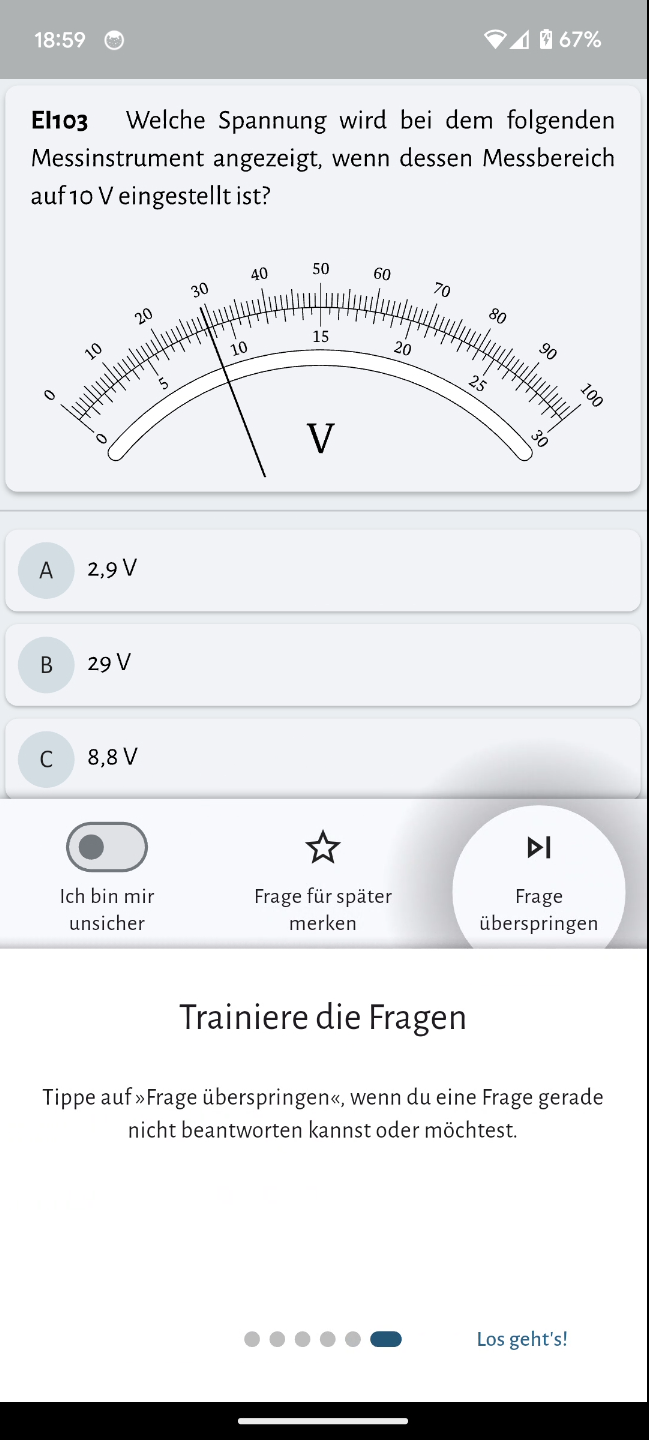 18:59
67%
EI103 Welche Spannung wird bei dem folgenden
Messinstrument angezeigt, wenn dessen Messbereich
auf 10 V eingestellt ist?
0 10 20 30 40 50 60 70 80 90 100
0 5 10 15 20 25 30
V
A 2,9 V
B 29 V
C 8,8 V
Ich bin mir
unsicher
Frage für später
merken
Frage
überspringen
Trainiere die Fragen
Tippe auf »Frage überspringen«, wenn du eine Frage gerade
nicht beantworten kannst oder möchtest.
Los geht's!